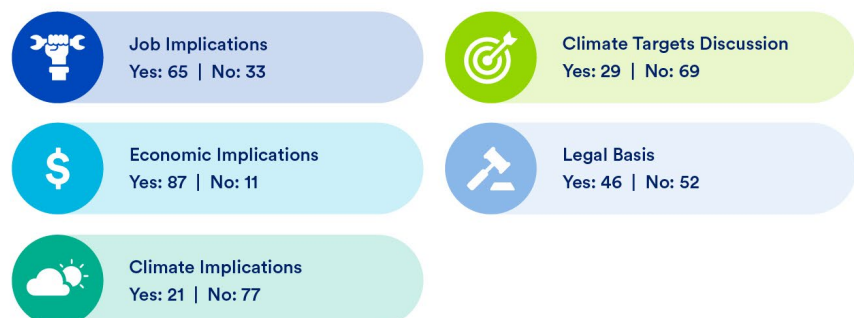 Job Implications
Yes: 65 | No: 33
Climate Targets Discussion
Yes: 29 | No: 69
$
Economic Implications
Yes: 87 | No: 11
Legal Basis
Yes: 46 | No: 52
Climate Implications
Yes: 21 | No: 77